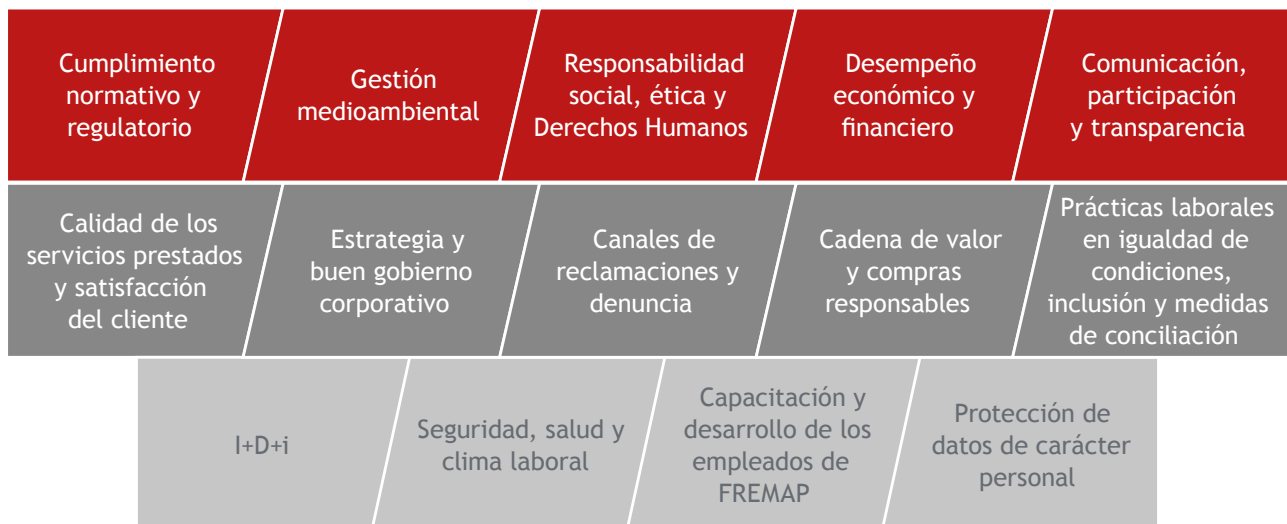 Cumplimiento
normativo y
regulatorio
Gestión
medioambiental
Responsabilidad
social, ética y
Derechos Humanos
Desempeño
económico y
financiero
Comunicación,
participación
y transparencia
Calidad de los
servicios prestados
y satisfacción
del cliente
Estrategia y
buen gobierno
corporativo
Canales de
reclamaciones y
denuncia
Cadena de valor
y compras
responsables
Prácticas laborales
en igualdad de
condiciones,
inclusión y medidas
de conciliación
I+D+i
Seguridad, salud y
clima laboral
Capacitación y
desarrollo de los
empleados de
FREMAP
Protección de
datos de carácter
personal